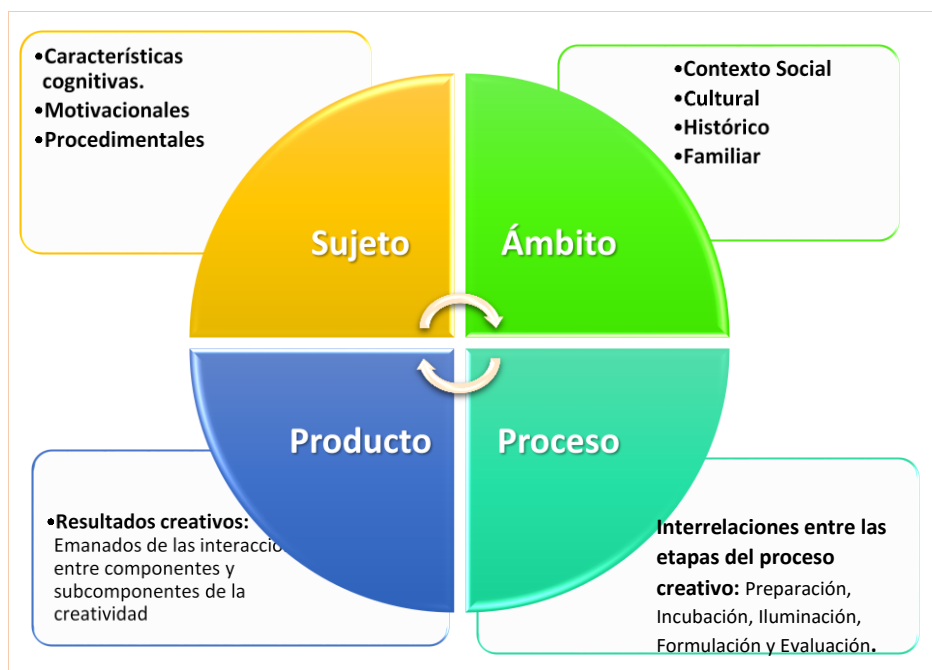 •Características
cognitivas.
•Motivacionales
•Procedimentales
•Contexto Social
•Cultural
•Histórico
•Familiar
Sujeto
Ámbito
Producto
Proceso
•Resultados creativos:
Emanados de las interaccio
entre componentes y
subcomponentes de la
creatividad
Interrelaciones entre las
etapas del proceso
creativo: Preparación,
Incubación, Iluminación,
Formulación y Evaluación.